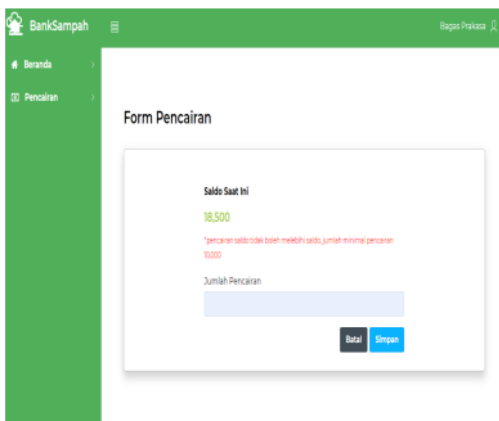 BankSampah
Bagas Prakasa
Beranda
Pencairan
Form Pencairan
Saldo Saat Ini
18,500
*pencairan saldo tidak boleh melebihi saldo, jumlah minimal pencairan
10,000
Jumlah Pencairan
Batal Simpan